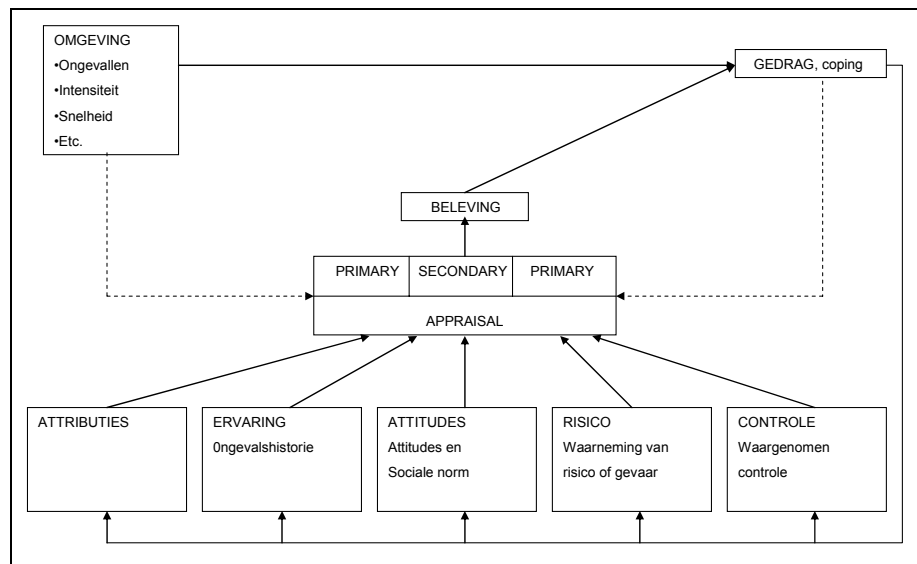 OMGEVING
•Ongevallen
•Intensiteit
•Snelheid
•Etc.
GEDRAG, coping
BELEVING
PRIMARY SECONDARY PRIMARY
APPRAISAL
ATTRIBUTIES
ERVARING
0ngevalshistorie
ATTITUDES
Attitudes en
Sociale norm
RISICO
Waarneming van
risico of gevaar
CONTROLE
Waargenomen
controle